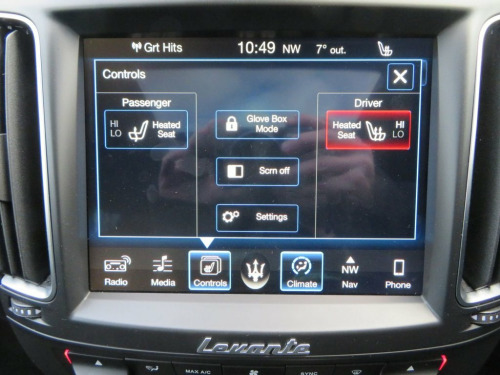 Grt Hits 10:49 NW 7° out.
Controls
Passenger
HI
LO
Heated
Seat
Glove Box
Mode
Scrn off
Settings
Driver
Heated
Seat
HI
LO
Radio
Media
Controls
Climate
NW
Nav
Phone
Levante
MAX A/C
SYNC